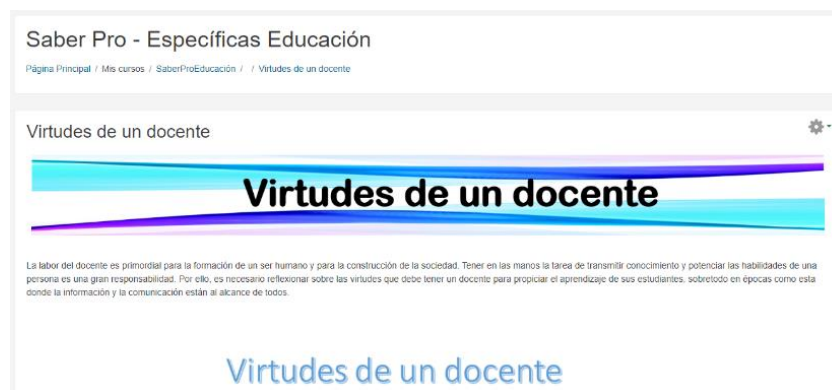 Saber Pro - Específicas Educación
Página Principal / Mis cursos / SaberProEducación / / Virtudes de un docente
Virtudes de un docente
Virtudes de un docente
La labor del docente es primordial para la formación de un ser humano y para la construcción de la sociedad. Tener en las manos la tarea de transmitir conocimiento y potenciar las habilidades de una
persona es una gran responsabilidad. Por ello, es necesario reflexionar sobre las virtudes que debe tener un docente para propiciar el aprendizaje de sus estudiantes, sobretodo en épocas como esta
donde la información y la comunicación están al alcance de todos.
Virtudes de un docente